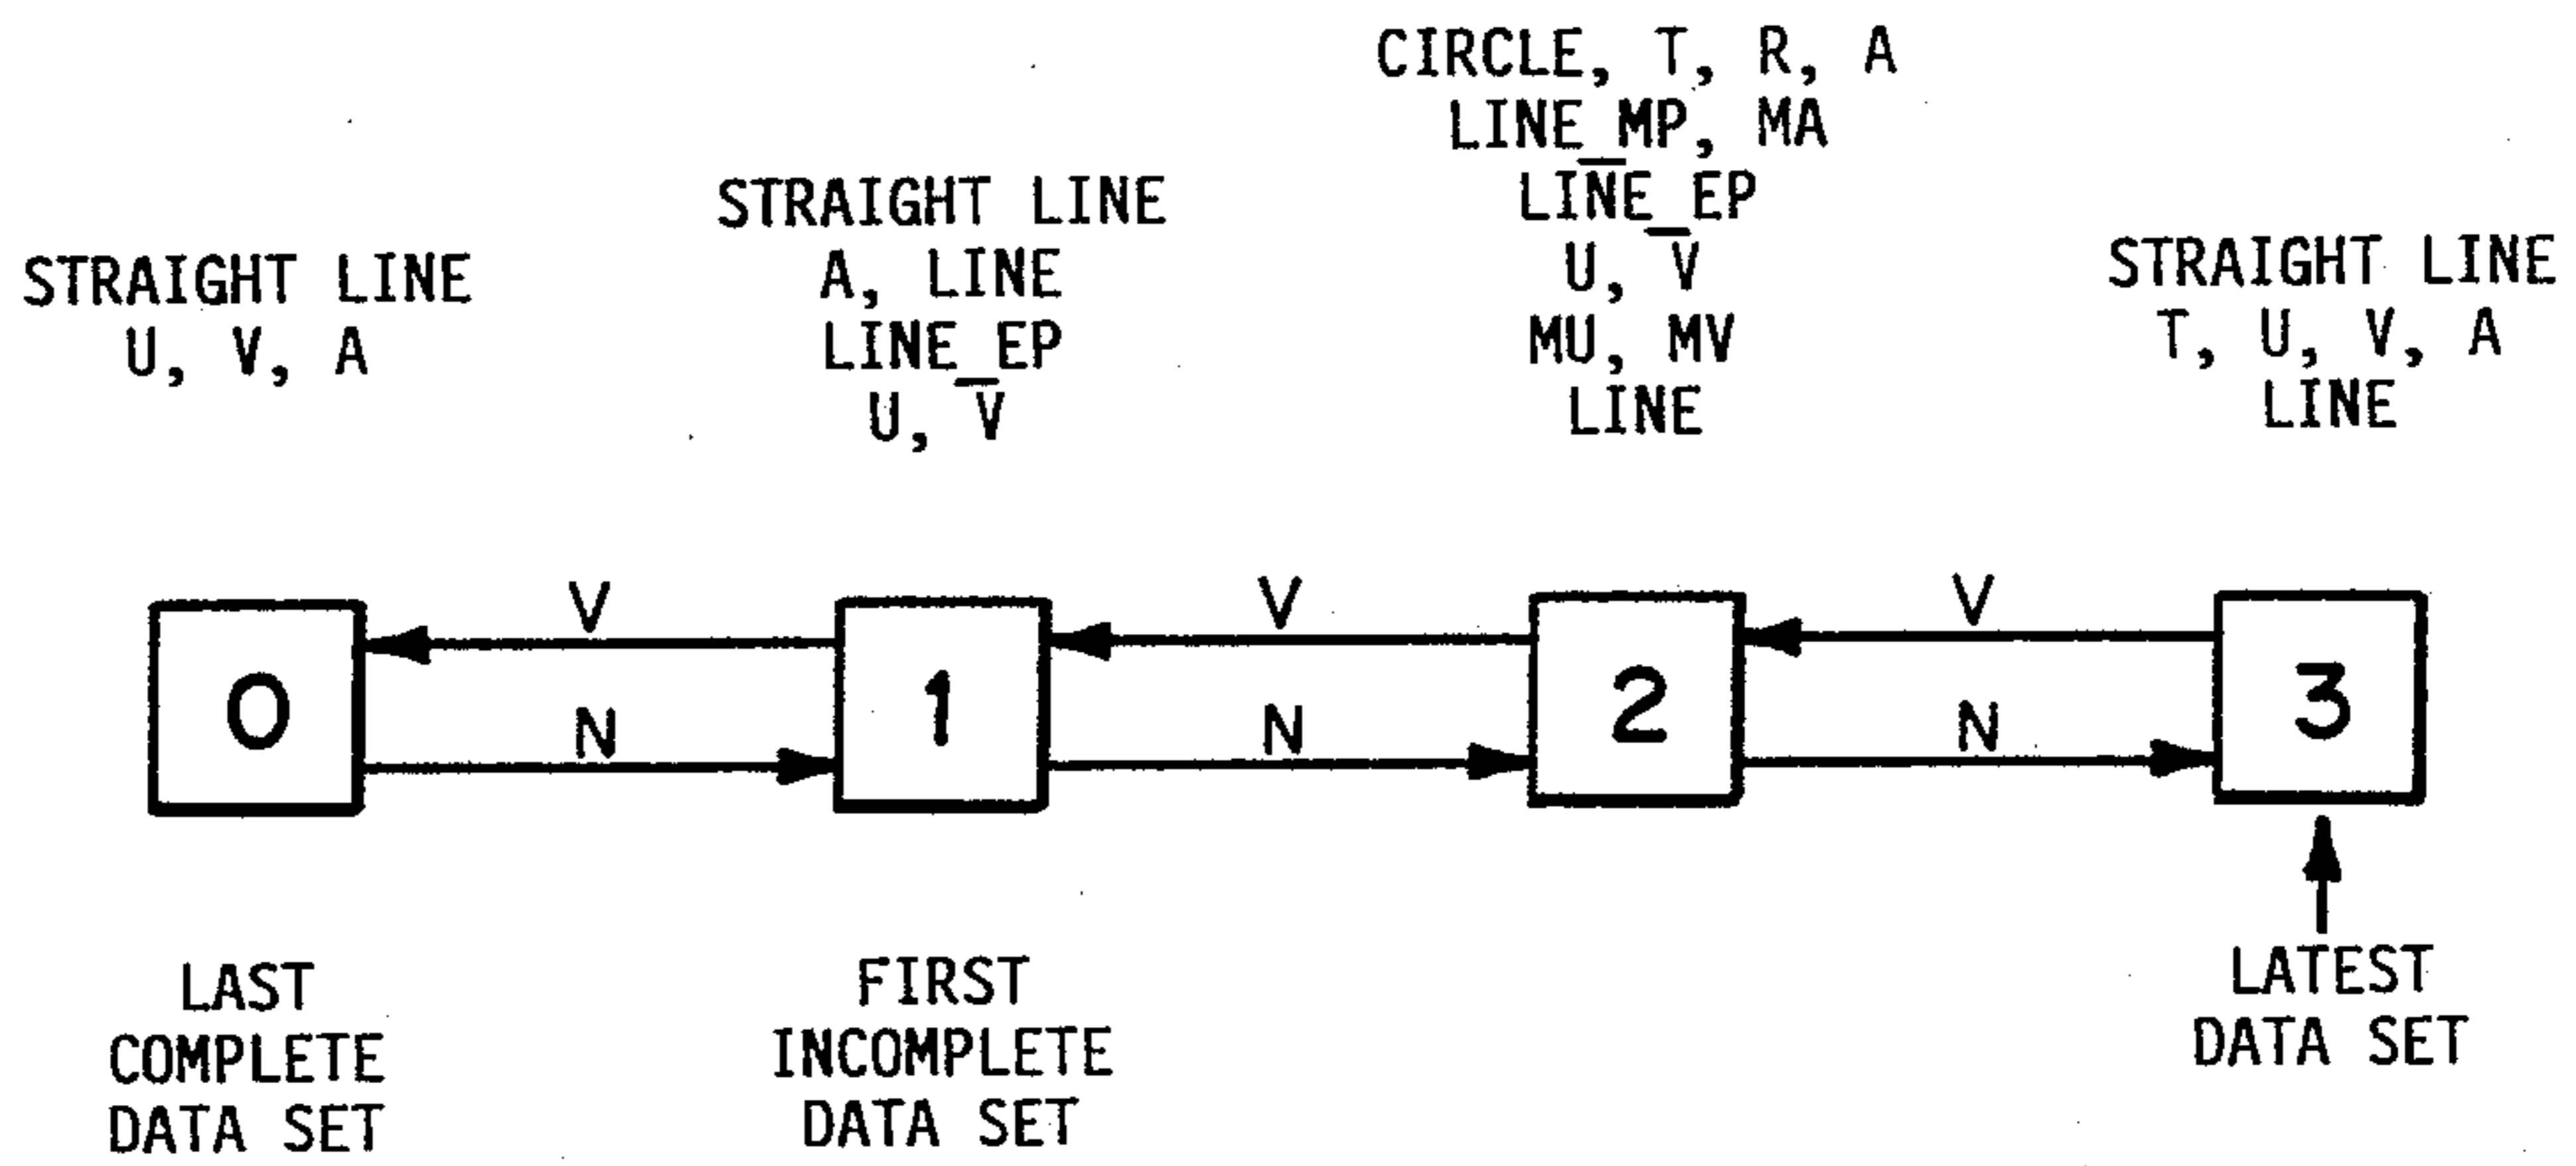 STRAIGHT LINE
U, V, A
STRAIGHT LINE
A, LINE
LINE_EP
U, V
CIRCLE, T, R, A
LINE_MP, MA
LINE_EP
U, V
MU, MV
LINE
STRAIGHT LINE
T, U, V, A
LINE
V
V
V
0
1
2
3
N
N
N
LAST
COMPLETE
DATA SET
FIRST
INCOMPLETE
DATA SET
LATEST
DATA SET